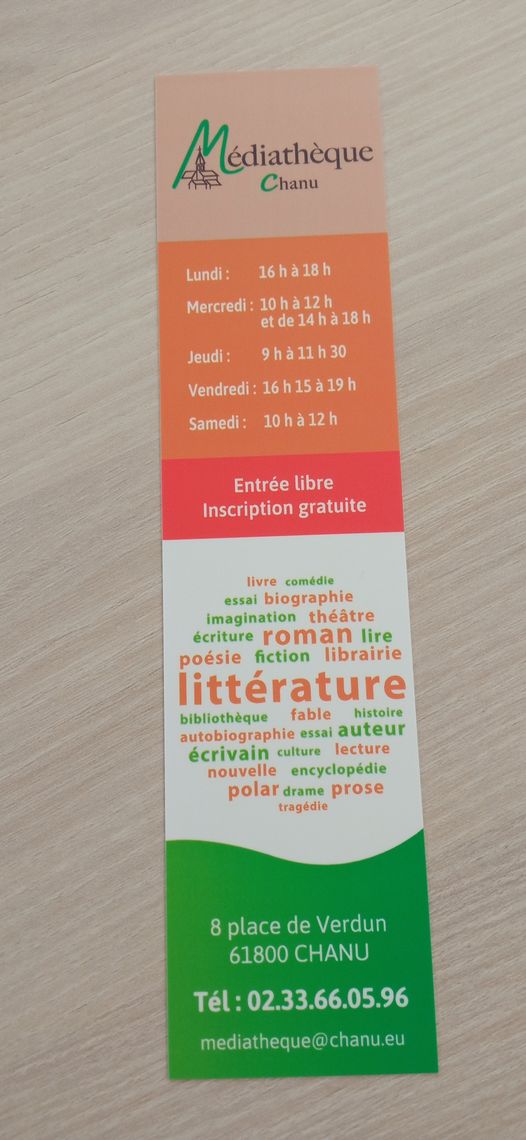 Médiathèque
Chanu
Lundi : 16 h à 18 h
Mercredi : 10 h à 12 h
et de 14 h à 18 h
Jeudi : 9 h à 11 h 30
Vendredi : 16 h 15 à 19 h
Samedi : 10 h à 12 h
Entrée libre
Inscription gratuite
livre comédie
essai biographie
imagination théâtre
écriture roman lire
poésie fiction librairie
littérature
bibliothèque fable histoire
autobiographie essai auteur
écrivain culture lecture
nouvelle encyclopédie
polar drame prose
tragédie
8 place de Verdun
61800 CHANU
Tél : 02.33.66.05.96
mediatheque@chanu.eu